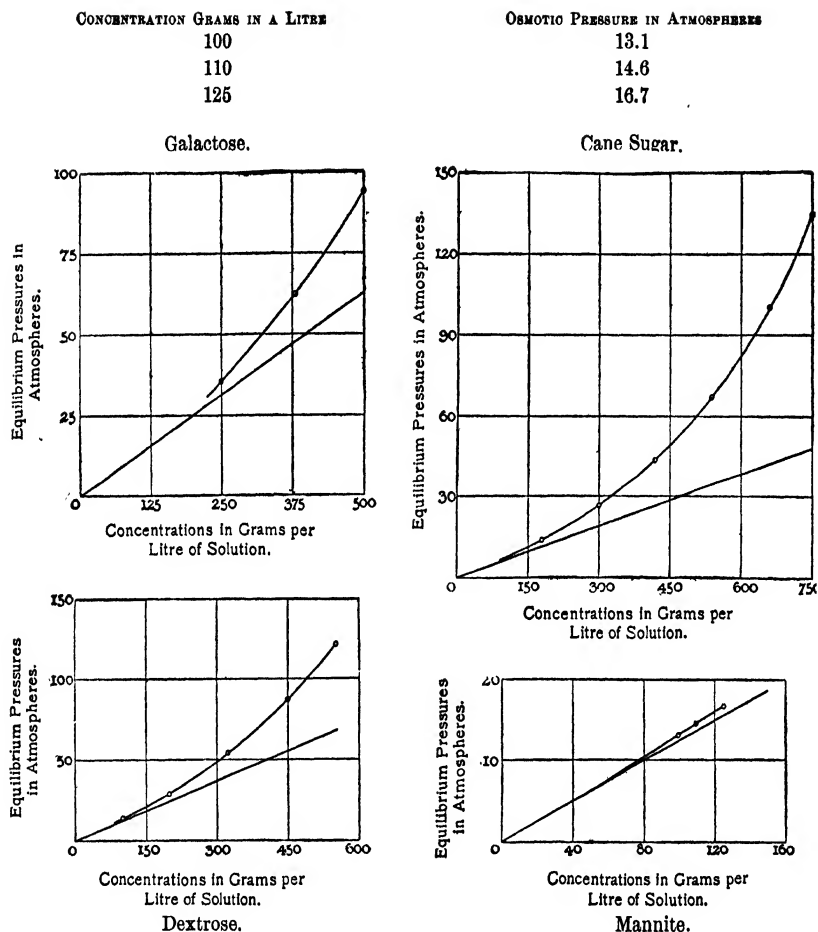 CONCENTRATION GRAMS IN A LITRE OSMOTIC PRESSURE IN ATMOSPHERES
100 13.1
110 14.6
125 16.7
Galactose.
100
75
50
25
0 125 250 375 500
Equilibrium Pressures in
Atmospheres.
Concentrations in Grams per
Litre of Solution.
Cane Sugar.
150
120
90
60
30
0 150 300 450 600 750
Equilibrium Pressures in Atmospheres.
Concentrations in Grams per
Litre of Solution.
150
100
50
0 150 300 450 600
Equilibrium Pressures
in Atmospheres.
Concentrations in Grams per
Litre of Solution.
Dextrose.
20
10
0 40 80 120 160
Equilibrium Pressures
in Atmospheres.
Concentrations in Grams per
Litre of Solution.
Mannite.